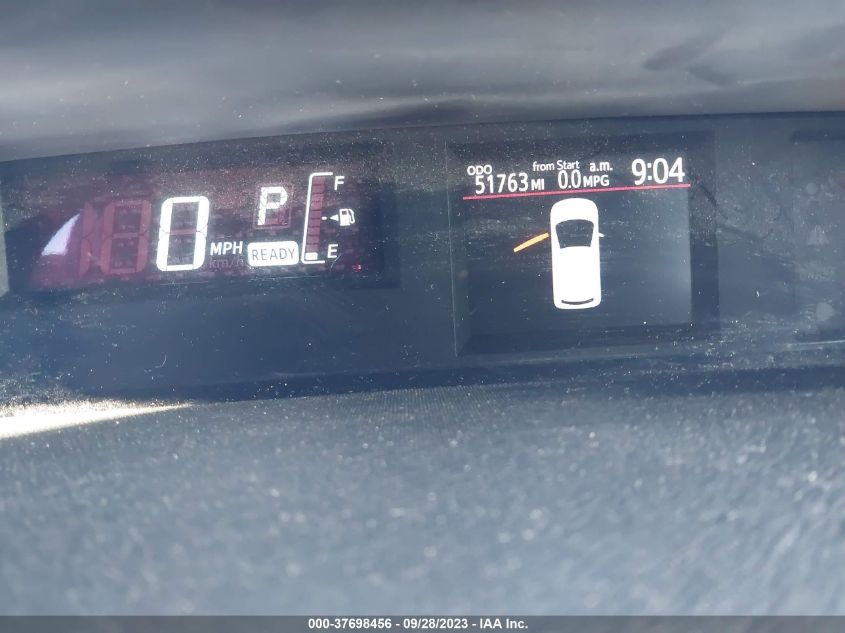 0 MPH
km/h
P
READY
F
E
ODO from Start a.m. 9:04
51763 MI 0.0 MPG
000-37698456 / 09/28/2023 - IAA Inc.